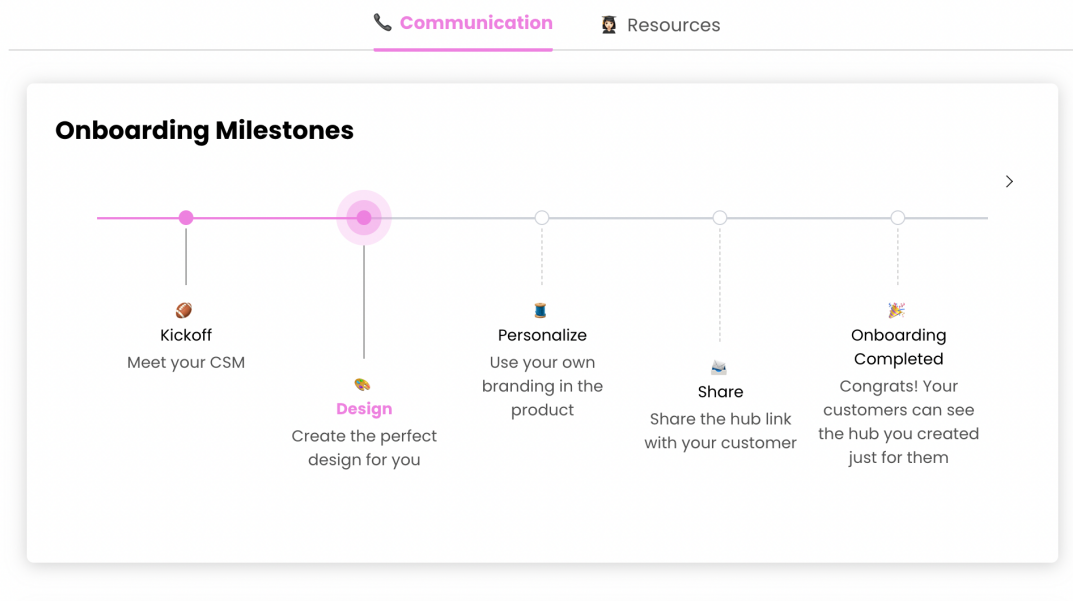 Communication
Resources
Onboarding Milestones
Kickoff
Meet your CSM
Design
Create the perfect
design for you
Personalize
Use your own
branding in the
product
Share
Share the hub link
with your customer
Onboarding
Completed
Congrats! Your
customers can see
the hub you created
just for them